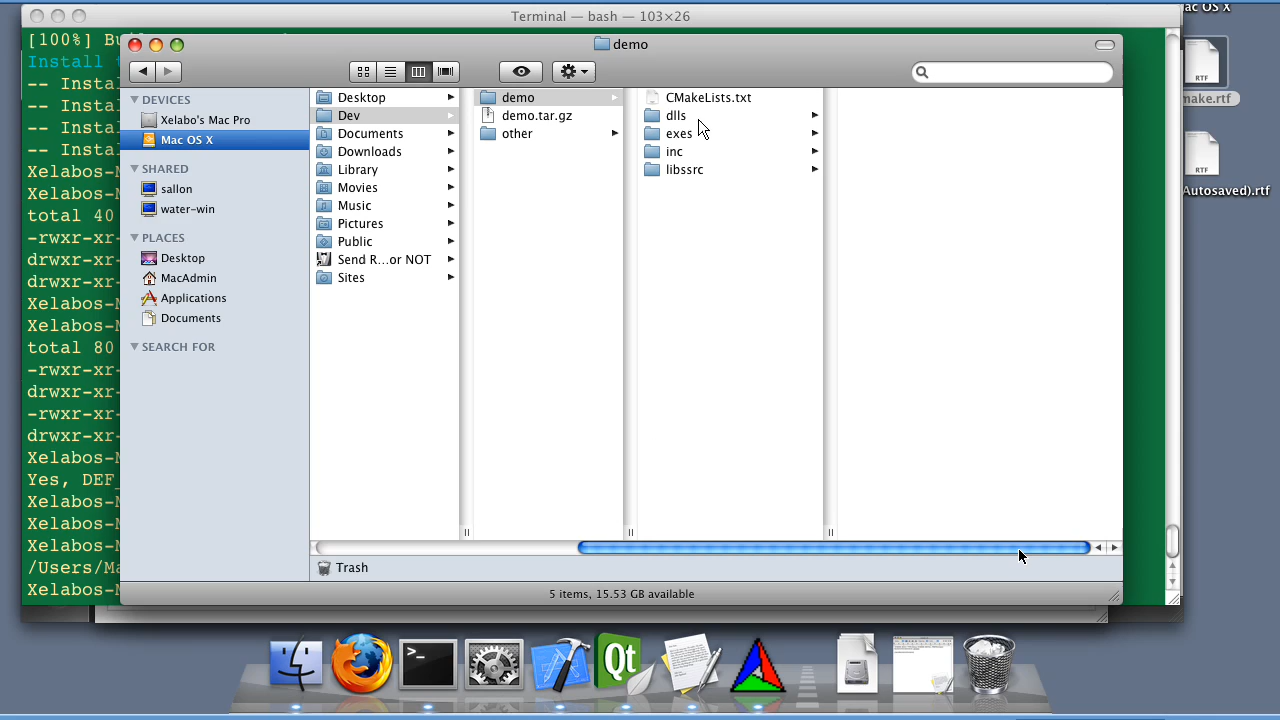 Terminal — bash — 103×26
ac OS X
[100%] Bu
Install
-- Instal
-- Instal
-- Instal
-- Instal
Xelabos-M
Xelabos-M
total 40
-rwxr-xr-
drwxr-xr-
drwxr-xr-
Xelabos-M
Xelabos-M
total 80
-rwxr-xr-
drwxr-xr-
-rwxr-xr-
drwxr-xr-
Xelabos-M
Yes, DEF_
Xelabos-M
Xelabos-M
Xelabos-M
/Users/Ma
Xelabos-M
demo
DEVICES
Xelabo's Mac Pro
Mac OS X
SHARED
sallon
water-win
PLACES
Desktop
MacAdmin
Applications
Documents
SEARCH FOR
Desktop
Dev
Documents
Downloads
Library
Movies
Music
Pictures
Public
Send R...or NOT
Sites
demo
demo.tar.gz
other
CMakeLists.txt
dlls
exes
inc
libssrc
Trash
5 items, 15.53 GB available
RTF
make.rtf
RTF
Autosaved).rtf
>_
Qt